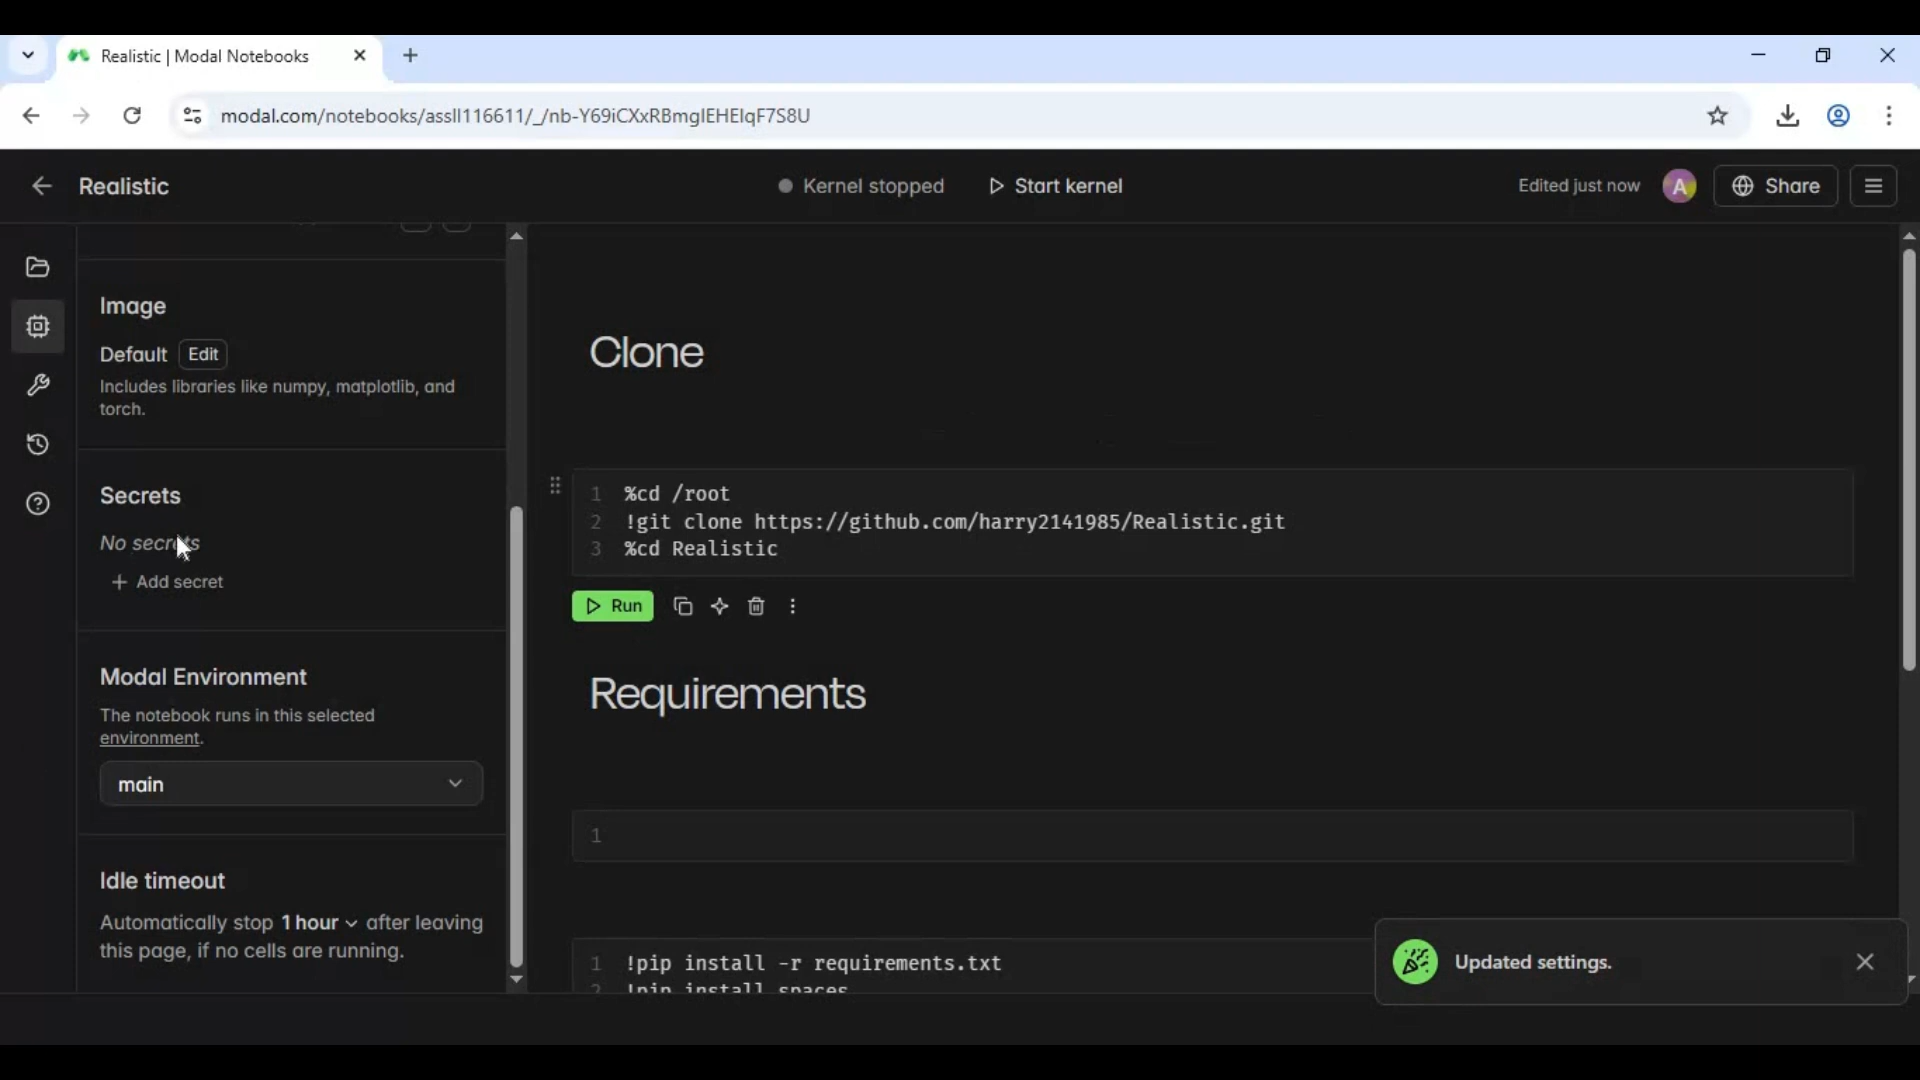 Realistic | Modal Notebooks
modal.com/notebooks/assll116611/_/nb-Y69iCXxRBmglEHElqF7S8U
Realistic
Kernel stopped
Start kernel
Edited just now
A
Share
Image
Default Edit
Includes libraries like numpy, matplotlib, and
torch.
Secrets
No secrets
+ Add secret
Modal Environment
The notebook runs in this selected
environment.
main
Idle timeout
Automatically stop 1 hour after leaving
this page, if no cells are running.
Clone
1 %cd /root
2 !git clone https://github.com/harry2141985/Realistic.git
3 %cd Realistic
Run
Requirements
1
1 !pip install -r requirements.txt
2 !pip install spaces
Updated settings.